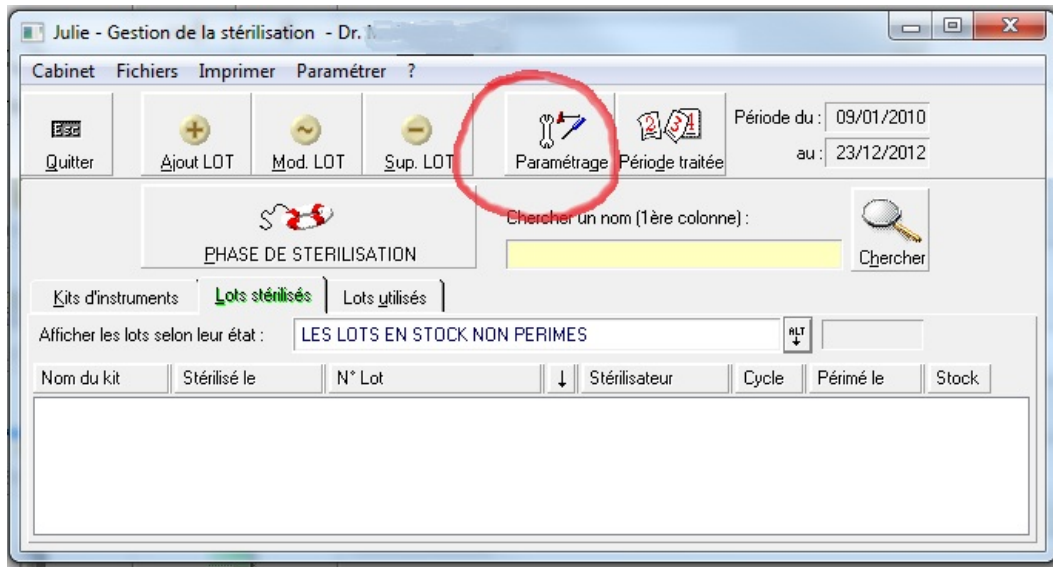 Julie - Gestion de la stérilisation - Dr.
Cabinet Fichiers Imprimer Paramétrer ?
Esc
Quitter
Ajout LOT
Mod. LOT
Sup. LOT
Paramétrage
Période traitée
Période du : 09/01/2010
au : 23/12/2012
PHASE DE STERILISATION
Chercher un nom (1ère colonne) :
Chercher
Kits d'instruments Lots stérilisés Lots utilisés
Afficher les lots selon leur état : LES LOTS EN STOCK NON PERIMES ALT
Nom du kit Stérilisé le N° Lot ↓ Stérilisateur Cycle Périmé le Stock